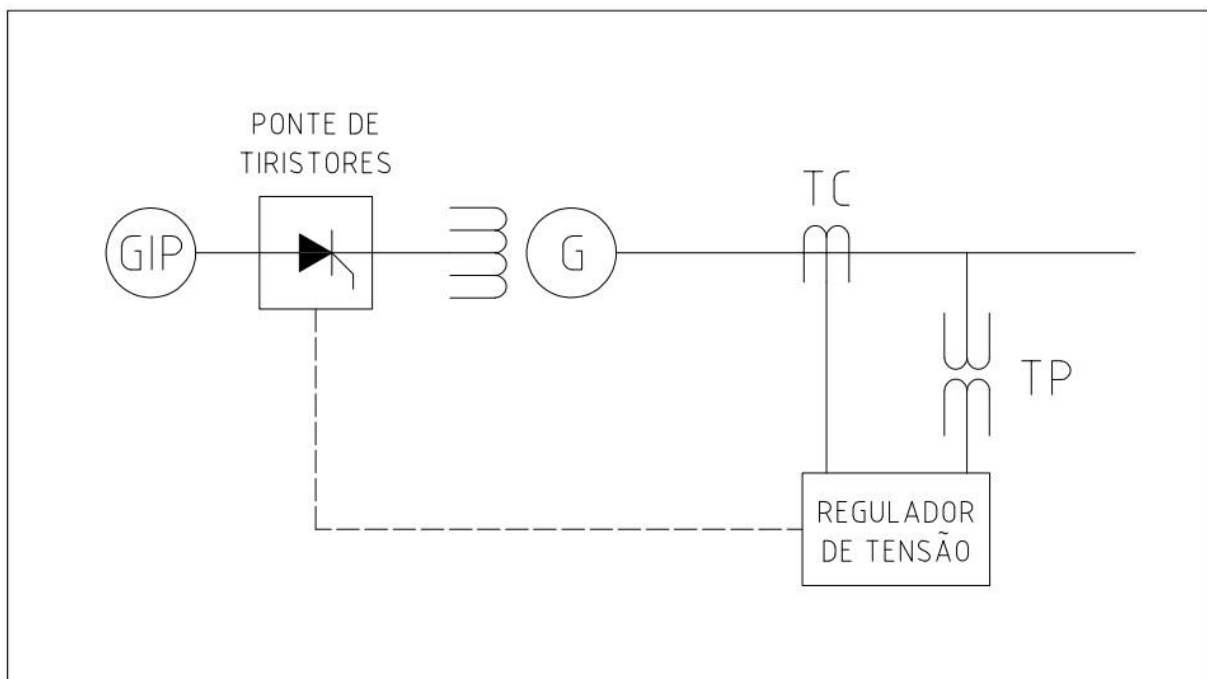 PONTE DE
TIRISTORES
GIP
G
TC
TP
REGULADOR
DE TENSÃO